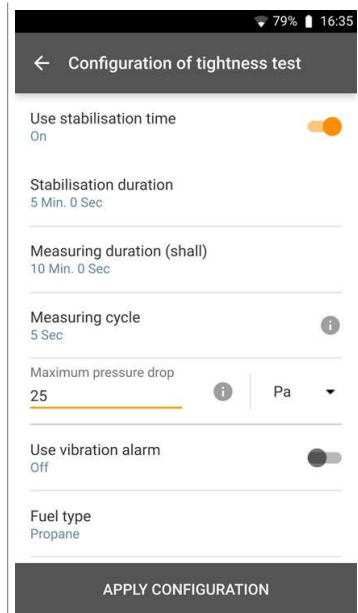 79% 16:35
Configuration of tightness test
Use stabilisation time
On
Stabilisation duration
5 Min. 0 Sec
Measuring duration (shall)
10 Min. 0 Sec
Measuring cycle
5 Sec
Maximum pressure drop
25 Pa
Use vibration alarm
Off
Fuel type
Propane
APPLY CONFIGURATION